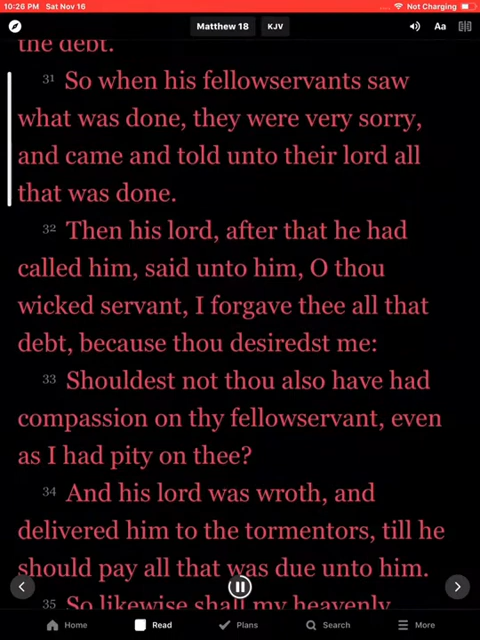 10:26 PM Sat Nov 16
Not Charging
Matthew 18
KJV
Aa
the debt.
31 So when his fellowservants saw
what was done, they were very sorry,
and came and told unto their lord all
that was done.
32 Then his lord, after that he had
called him, said unto him, O thou
wicked servant, I forgave thee all that
debt, because thou desiredst me:
33 Shouldest not thou also have had
compassion on thy fellowservant, even
as I had pity on thee?
34 And his lord was wroth, and
delivered him to the tormentors, till he
should pay all that was due unto him.
35 So likewise shall my heavenly
Home Read Plans Search More